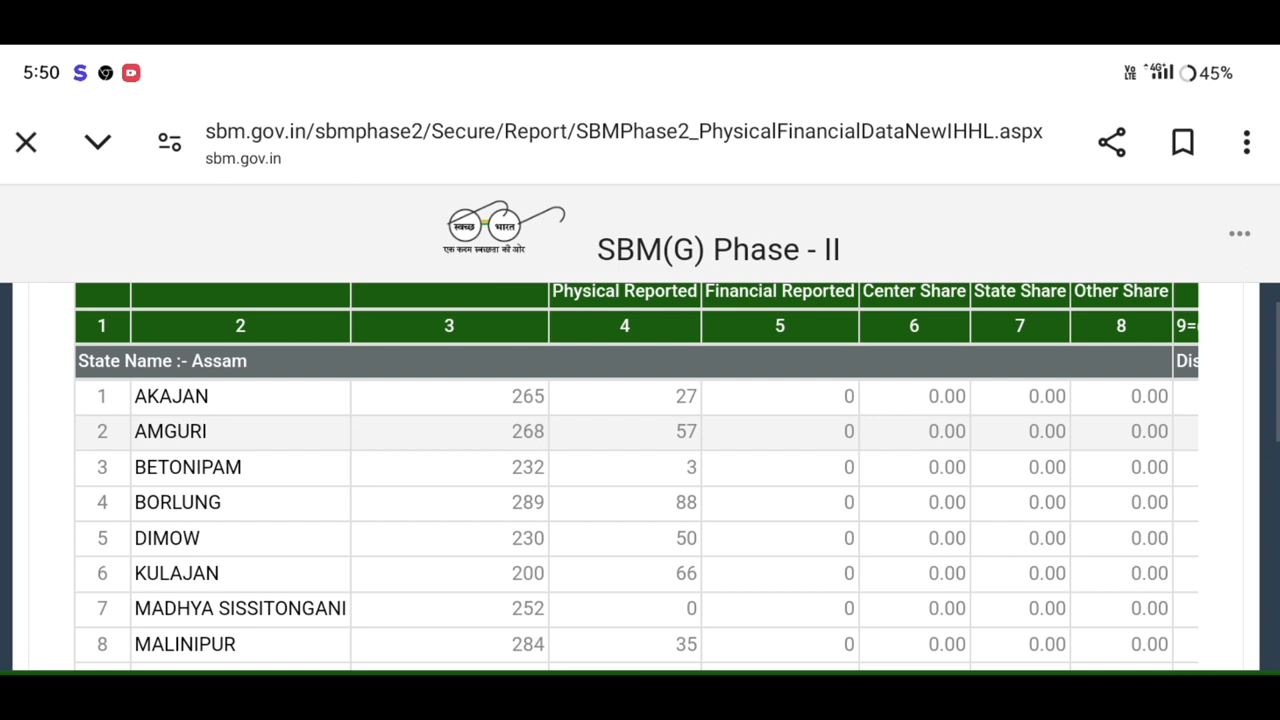 5:50 S Vo LTE 4G+ 45%
sbm.gov.in/sbmphase2/Secure/Report/SBMPhase2_PhysicalFinancialDataNewIHHL.aspx
sbm.gov.in
स्वच्छ भारत
एक कदम स्वच्छता की ओर
SBM(G) Phase - II
Physical Reported Financial Reported Center Share State Share Other Share
1 2 3 4 5 6 7 8 9=
State Name :- Assam Dis
1 AKAJAN 265 27 0 0.00 0.00 0.00
2 AMGURI 268 57 0 0.00 0.00 0.00
3 BETONIPAM 232 3 0 0.00 0.00 0.00
4 BORLUNG 289 88 0 0.00 0.00 0.00
5 DIMOW 230 50 0 0.00 0.00 0.00
6 KULAJAN 200 66 0 0.00 0.00 0.00
7 MADHYA SISSITONGANI 252 0 0 0.00 0.00 0.00
8 MALINIPUR 284 35 0 0.00 0.00 0.00